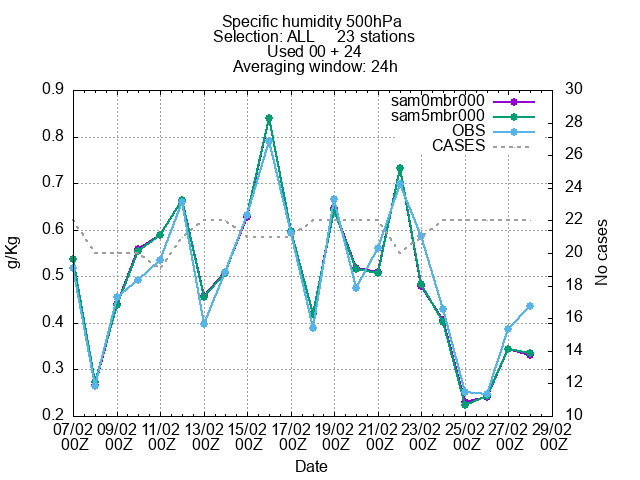 Specific humidity 500hPa
Selection: ALL 23 stations
Used 00 + 24
Averaging window: 24h
sam0mbr000
sam5mbr000
OBS
CASES
0.9
0.8
0.7
0.6
0.5
0.4
0.3
0.2
g/Kg
30
28
26
24
22
20
18
16
14
12
10
No cases
07/02 09/02 11/02 13/02 15/02 17/02 19/02 21/02 23/02 25/02 27/02 29/02
00Z 00Z 00Z 00Z 00Z 00Z 00Z 00Z 00Z 00Z 00Z 00Z
Date